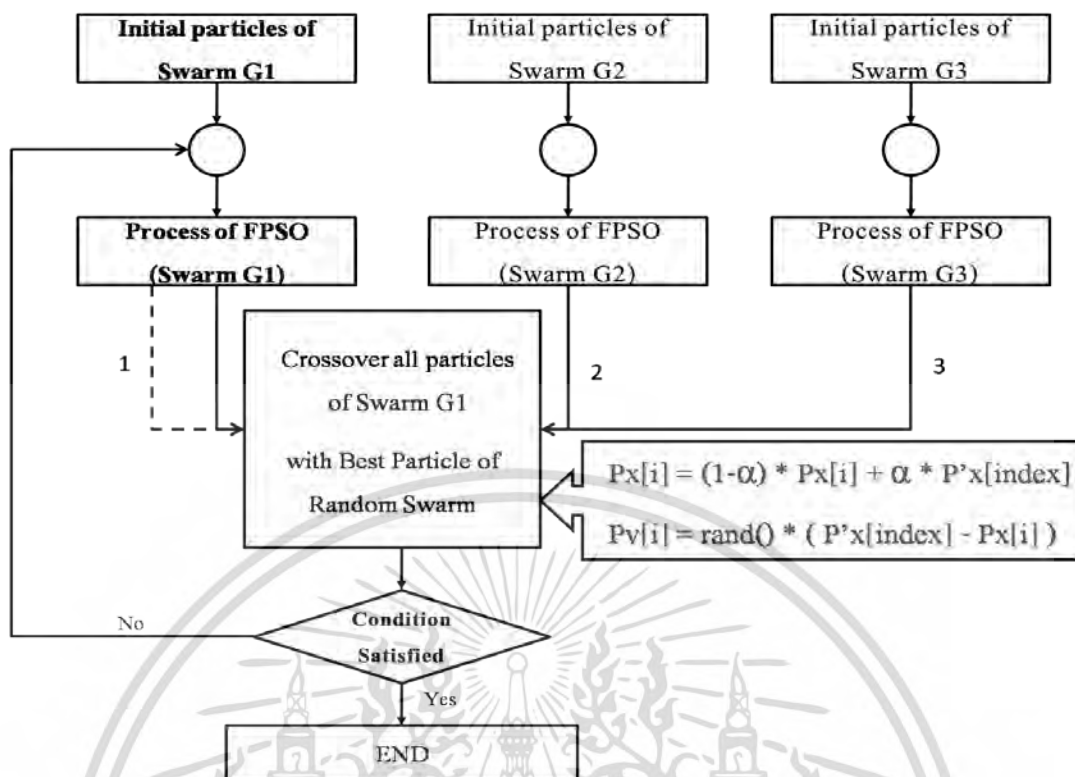 Initial particles of
Swarm G1
Initial particles of
Swarm G2
Initial particles of
Swarm G3
Process of FPSO
(Swarm G1)
Process of FPSO
(Swarm G2)
Process of FPSO
(Swarm G3)
1
2
3
Crossover all particles
of Swarm G1
with Best Particle of
Random Swarm
Px[i] = (1-α) * Px[i] + α * P'x[index]
Pv[i] = rand() * ( P'x[index] - Px[i] )
No
Condition
Satisfied
Yes
END